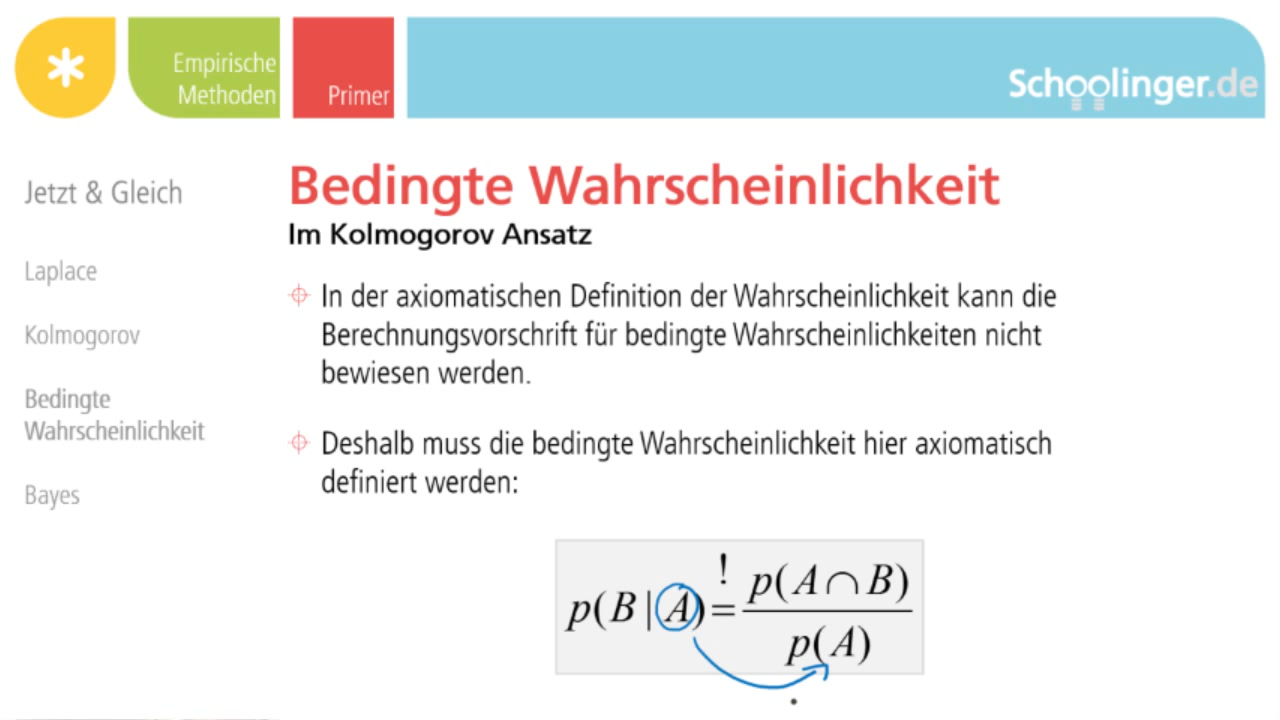 *
Empirische
Methoden
Primer
Schoolinger.de
Jetzt & Gleich
Laplace
Kolmogorov
Bedingte
Wahrscheinlichkeit
Bayes
Bedingte Wahrscheinlichkeit
Im Kolmogorov Ansatz
In der axiomatischen Definition der Wahrscheinlichkeit kann die
Berechnungsvorschrift für bedingte Wahrscheinlichkeiten nicht
bewiesen werden.
Deshalb muss die bedingte Wahrscheinlichkeit hier axiomatisch
definiert werden:
!
p(A∩B)
p(B|A)=
p(A)